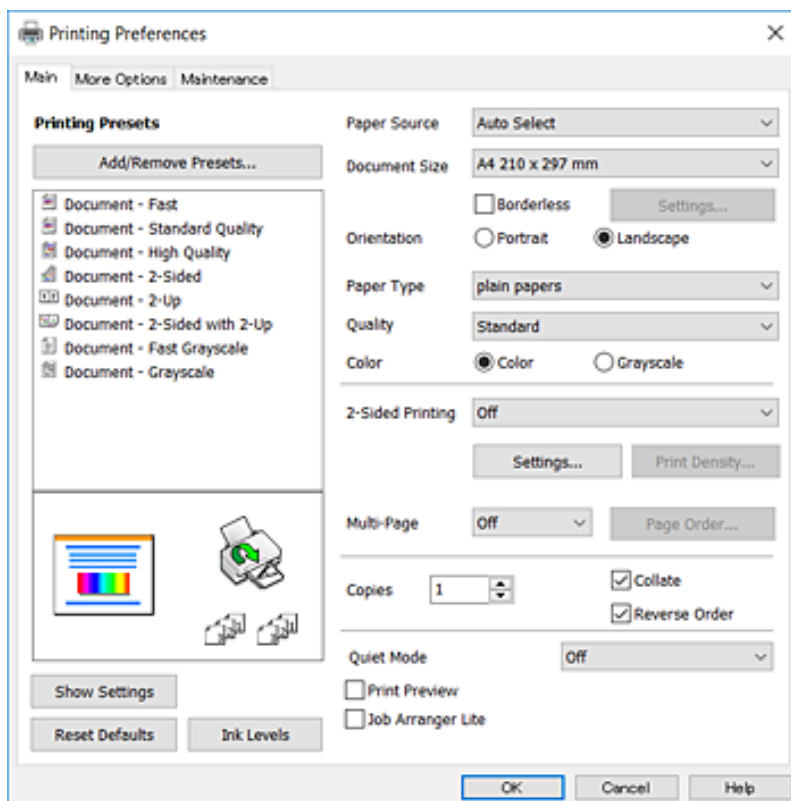 Printing Preferences
Main More Options Maintenance
Printing Presets
Add/Remove Presets...
Document - Fast
Document - Standard Quality
Document - High Quality
Document - 2-Sided
Document - 2-Up
Document - 2-Sided with 2-Up
Document - Fast Grayscale
Document - Grayscale
Show Settings
Reset Defaults Ink Levels
Paper Source Auto Select
Document Size A4 210 x 297 mm
Borderless Settings...
Orientation Portrait Landscape
Paper Type plain papers
Quality Standard
Color Color Grayscale
2-Sided Printing Off
Settings... Print Density...
Multi-Page Off Page Order...
Copies 1 Collate
Reverse Order
Quiet Mode Off
Print Preview
Job Arranger Lite
OK Cancel Help